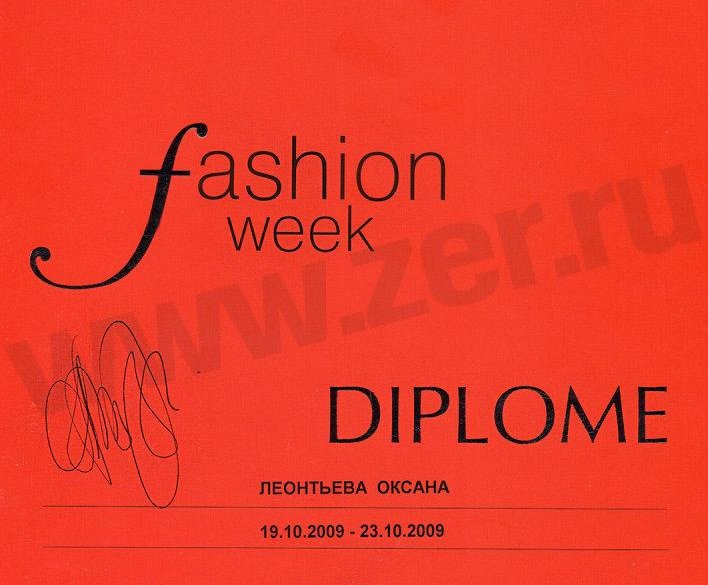 fashion
week
www.zer.ru
DIPLOME
ЛЕОНТЬЕВА ОКСАНА
19.10.2009 - 23.10.2009